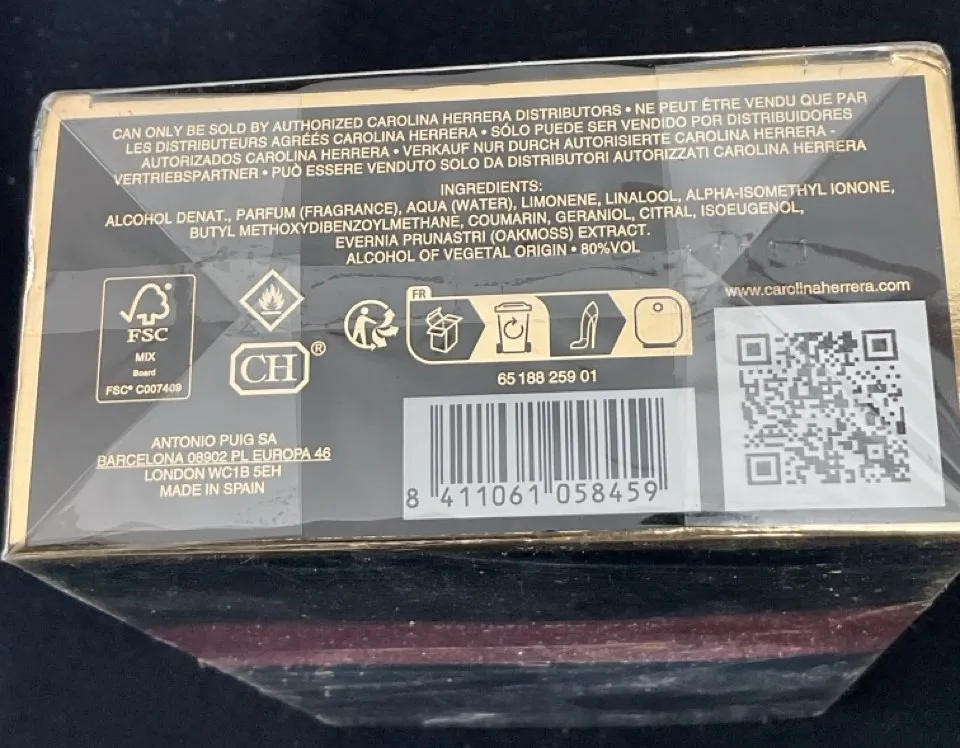 CAN ONLY BE SOLD BY AUTHORIZED CAROLINA HERRERA DISTRIBUTORS • NE PEUT ÊTRE VENDU QUE PAR
LES DISTRIBUTEURS AGRÉÉS CAROLINA HERRERA • SÓLO PUEDE SER VENDIDO POR DISTRIBUIDORES
AUTORIZADOS CAROLINA HERRERA • VERKAUF NUR DURCH AUTORISIERTE CAROLINA HERRERA -
VERTRIEBSPARTNER • PUÒ ESSERE VENDUTO SOLO DA DISTRIBUTORI AUTORIZZATI CAROLINA HERRERA
INGREDIENTS:
ALCOHOL DENAT., PARFUM (FRAGRANCE), AQUA (WATER), LIMONENE, LINALOOL, ALPHA-ISOMETHYL IONONE,
BUTYL METHOXYDIBENZOYLMETHANE, COUMARIN, GERANIOL, CITRAL, ISOEUGENOL,
EVERNIA PRUNASTRI (OAKMOSS) EXTRACT.
ALCOHOL OF VEGETAL ORIGIN • 80%VOL
FSC
MIX
Board
FSC® C007409
CH®
FR
www.carolinaherrera.com
65 188 259 01
ANTONIO PUIG SA
BARCELONA 08902 PL EUROPA 46
LONDON WC1B 5EH
MADE IN SPAIN
8 411061 058459